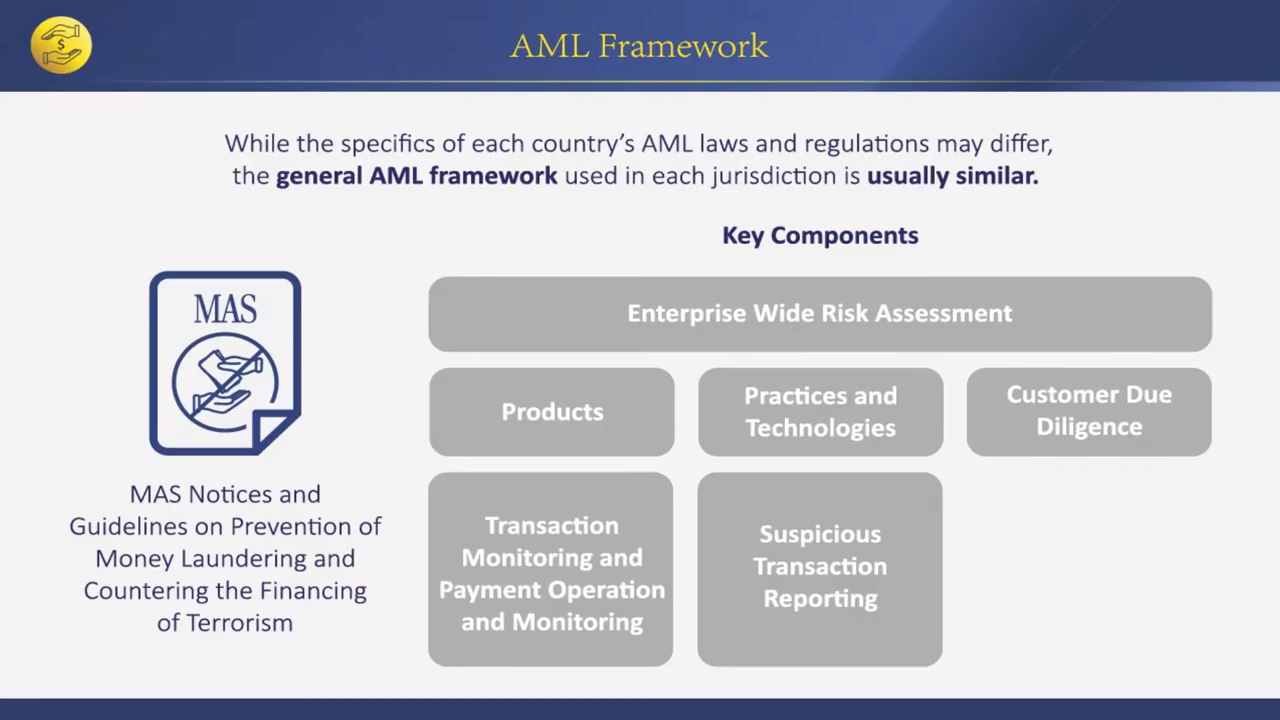 $
AML Framework
While the specifics of each country’s AML laws and regulations may differ,
the general AML framework used in each jurisdiction is usually similar.
Key Components
MAS
MAS Notices and
Guidelines on Prevention of
Money Laundering and
Countering the Financing
of Terrorism
Enterprise Wide Risk Assessment
Products
Practices and
Technologies
Customer Due
Diligence
Transaction
Monitoring and
Payment Operation
and Monitoring
Suspicious
Transaction
Reporting